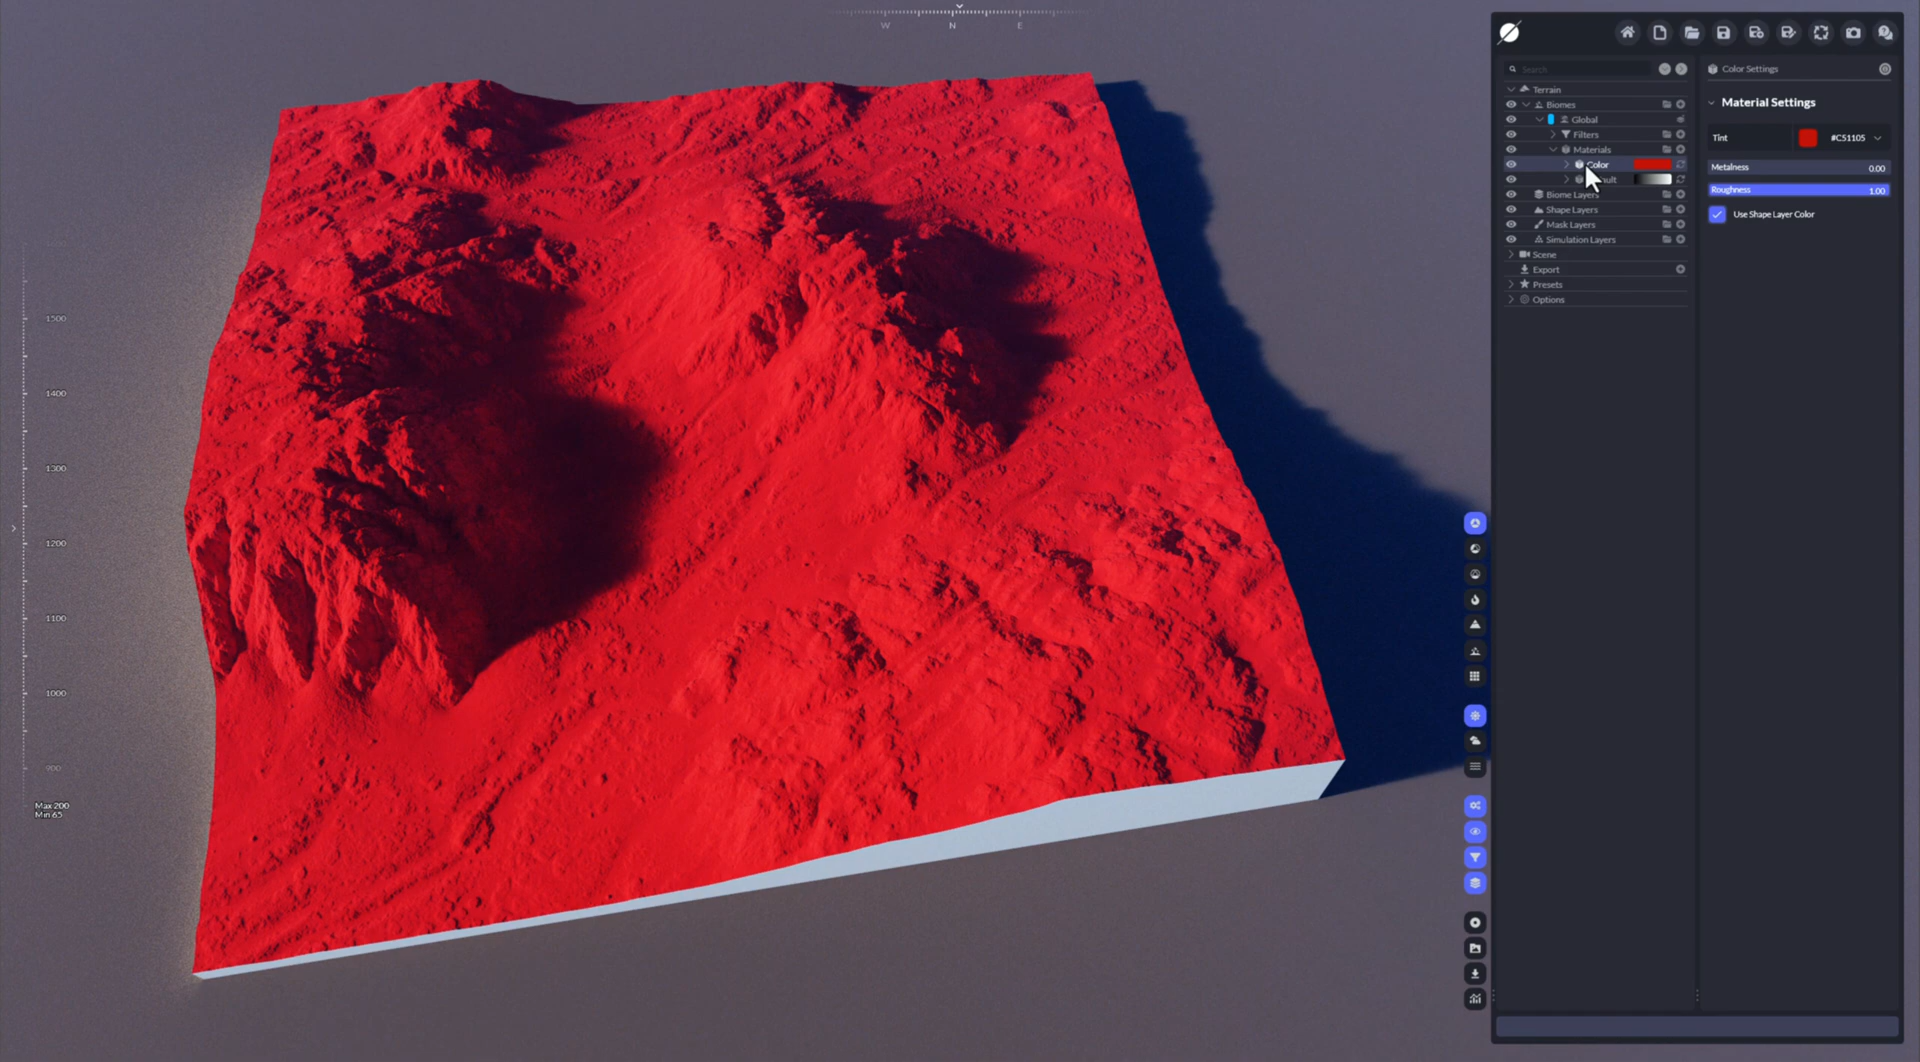 W N E
1500
1400
1300
1200
1100
1000
900
Max 200
Min 65
Search
Terrain
Biomes
Global
Filters
Materials
Color
Biome Layers
Shape Layers
Mask Layers
Simulation Layers
Scene
Export
Presets
Options
Color Settings
Material Settings
Tint #C51105
Metalness 0.00
Roughness 1.00
Use Shape Layer Color